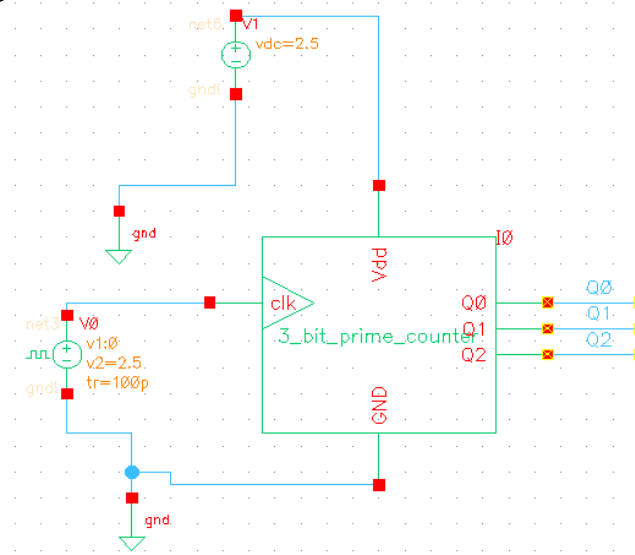 net6
V1
vdc=2.5
gnd!
gnd
I0
Vdd
clk
Q0
Q0
Q1
Q1
3_bit_prime_counter
Q2
Q2
net3
V0
v1:0
v2=2.5
tr=100p
gnd!
GND
gnd